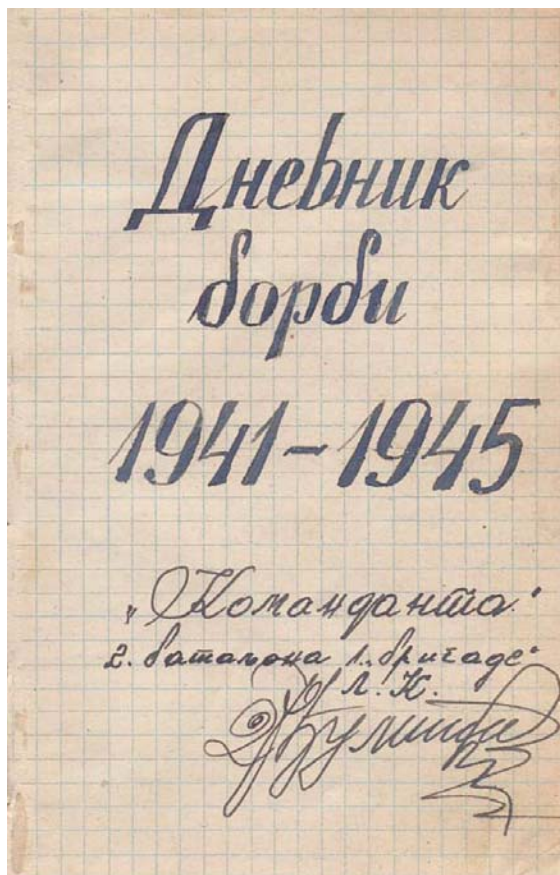 Дневник
борби
1941-1945
„Команданта“
2. батаљона 1. бригаде“
Л. К.